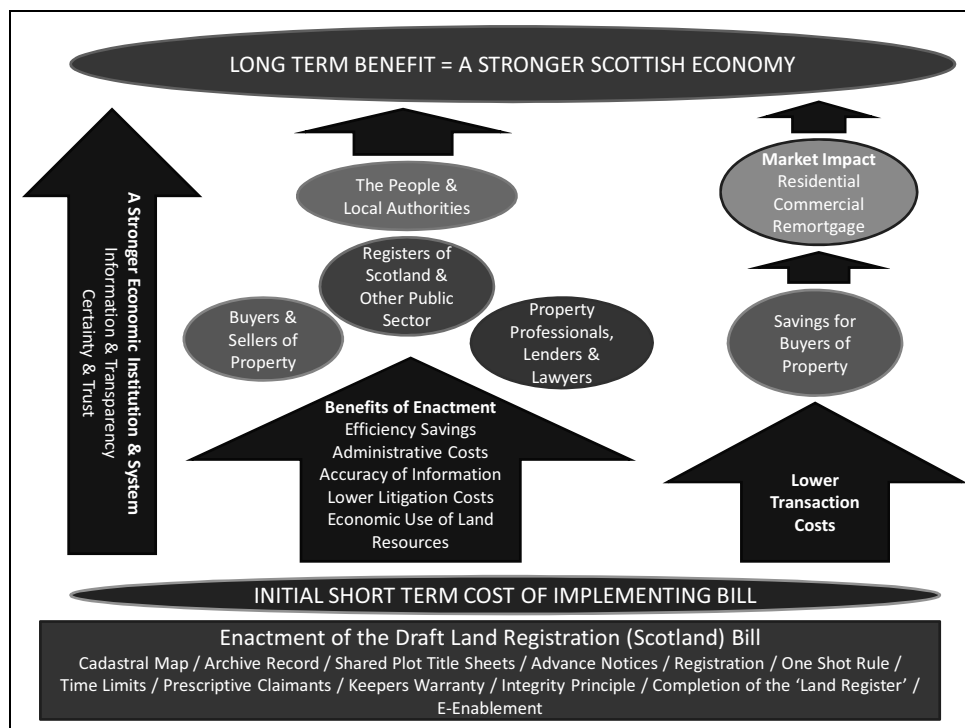 LONG TERM BENEFIT = A STRONGER SCOTTISH ECONOMY
A Stronger Economic Institution & System
Information & Transparency
Certainty & Trust
The People &
Local Authorities
Registers of
Scotland &
Other Public
Sector
Buyers &
Sellers of
Property
Property
Professionals,
Lenders &
Lawyers
Benefits of Enactment
Efficiency Savings
Administrative Costs
Accuracy of Information
Lower Litigation Costs
Economic Use of Land
Resources
Market Impact
Residential
Commercial
Remortgage
Savings for
Buyers of
Property
Lower
Transaction
Costs
INITIAL SHORT TERM COST OF IMPLEMENTING BILL
Enactment of the Draft Land Registration (Scotland) Bill
Cadastral Map / Archive Record / Shared Plot Title Sheets / Advance Notices / Registration / One Shot Rule /
Time Limits / Prescriptive Claimants / Keepers Warranty / Integrity Principle / Completion of the ‘Land Register’ /
E-Enablement